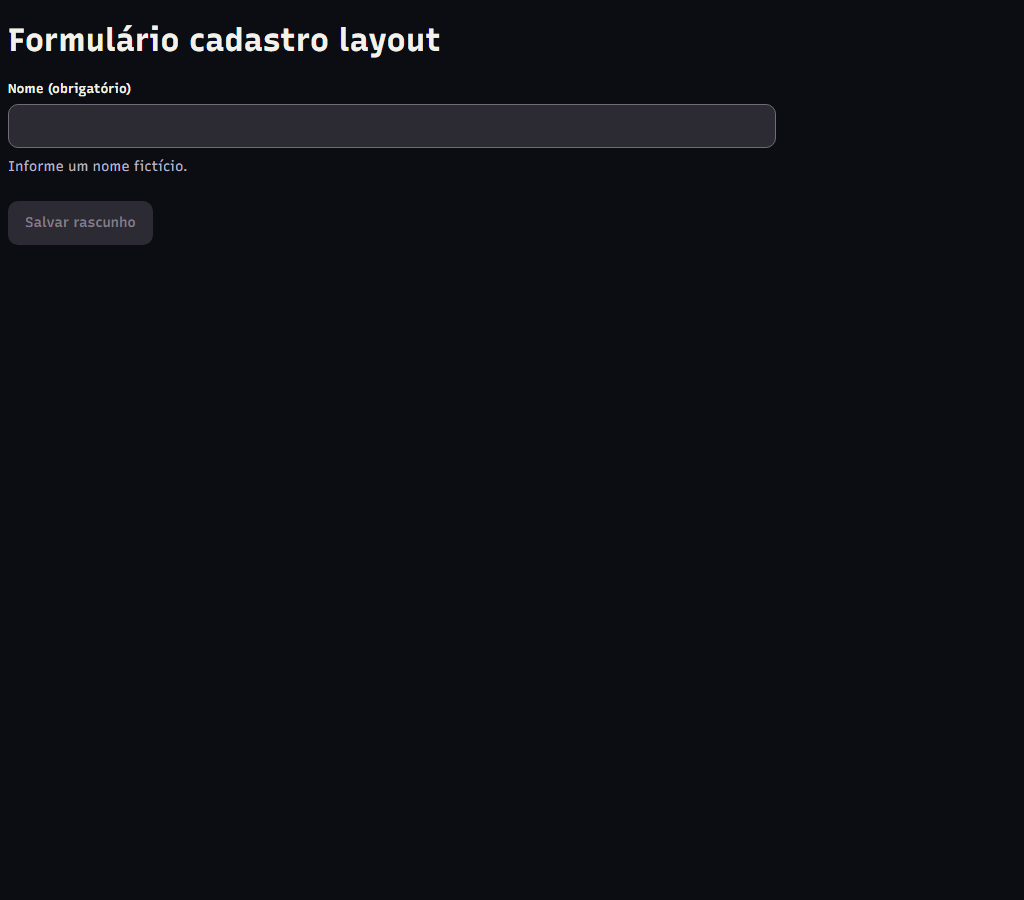 Formulário cadastro layout
Nome (obrigatório)
Informe um nome fictício.
Salvar rascunho